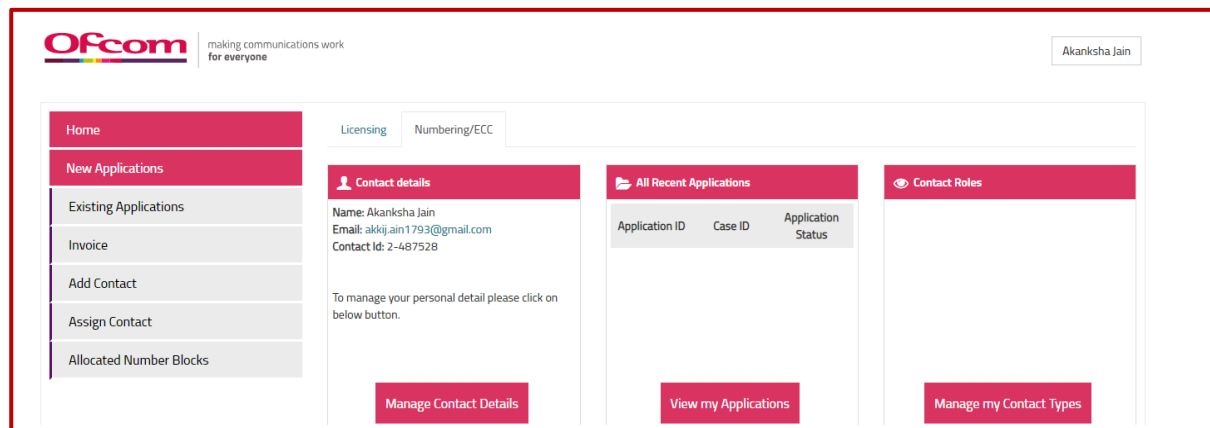 Ofcom
making communications work
for everyone
Akanksha Jain
Home
New Applications
Existing Applications
Invoice
Add Contact
Assign Contact
Allocated Number Blocks
Licensing
Numbering/ECC
Contact details
Name: Akanksha Jain
Email: akkij.ain1793@gmail.com
Contact Id: 2-487528
To manage your personal detail please click on
below button.
Manage Contact Details
All Recent Applications
Application ID
Case ID
Application
Status
View my Applications
Contact Roles
Manage my Contact Types